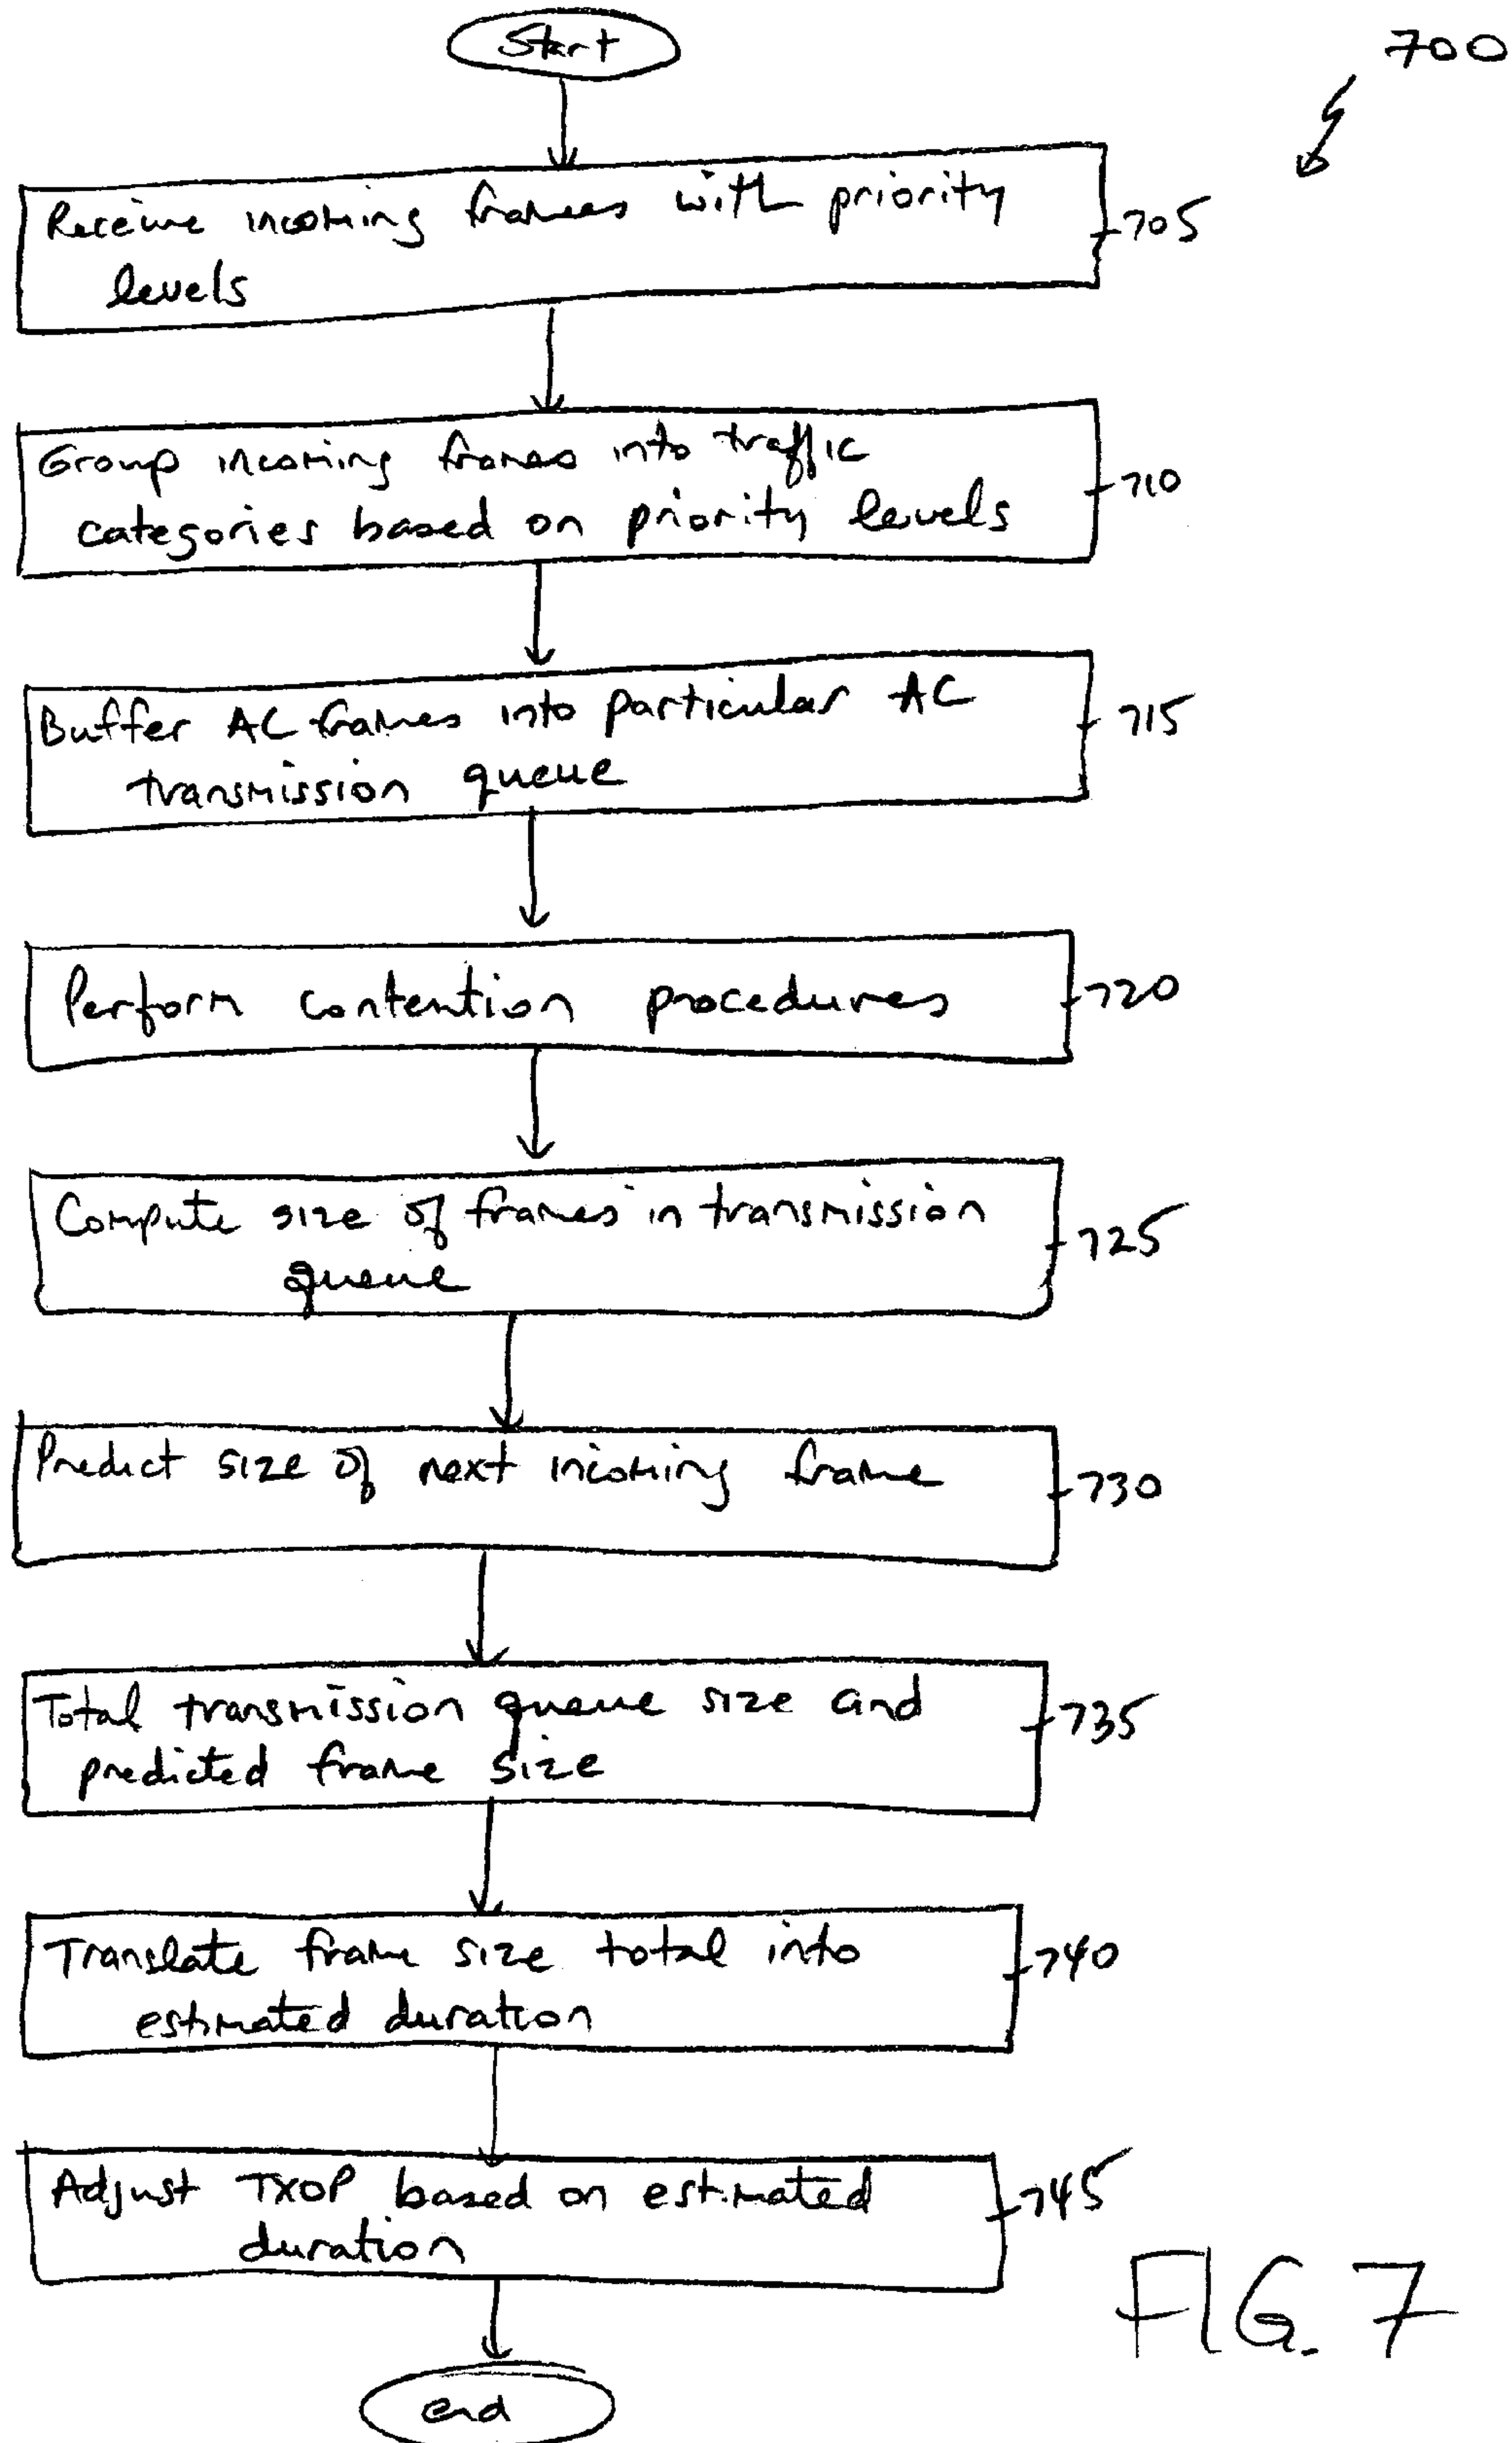 Start
700
Receive incoming frames with priority
levels
705
Group incoming frames into traffic
categories based on priority levels
710
Buffer AC frames into particular AC
transmission queue
715
Perform contention procedures
720
Compute size of frames in transmission
queue
725
Predict size of next incoming frame
730
Total transmission queue size and
predicted frame size
735
Translate frame size total into
estimated duration
740
Adjust TXOP based on estimated
duration
745
end
FIG. 7